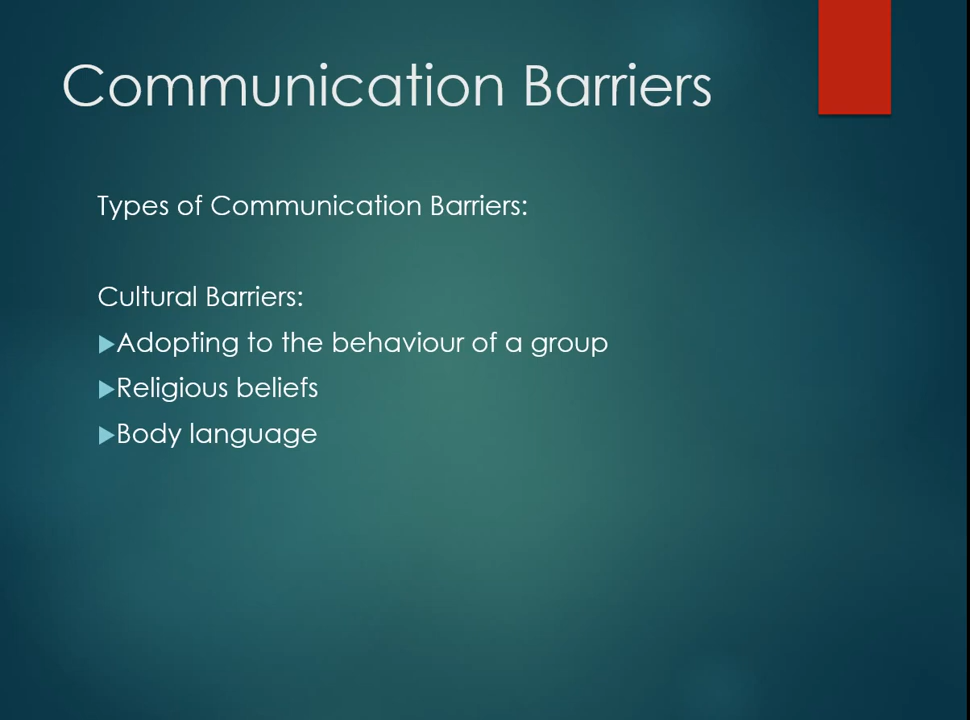 Communication Barriers
Types of Communication Barriers:
Cultural Barriers:
Adopting to the behaviour of a group
Religious beliefs
Body language